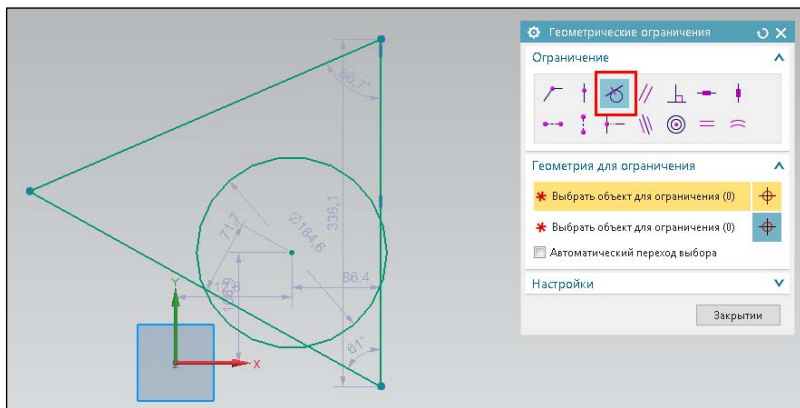 Геометрические ограничения
Ограничение
Геометрия для ограничения
* Выбрать объект для ограничения (0)
* Выбрать объект для ограничения (0)
Автоматический переход выбора
Настройки
Закрытии
66,7°
336,1
Ø184,6
71,7
86,4
61°
Y
X